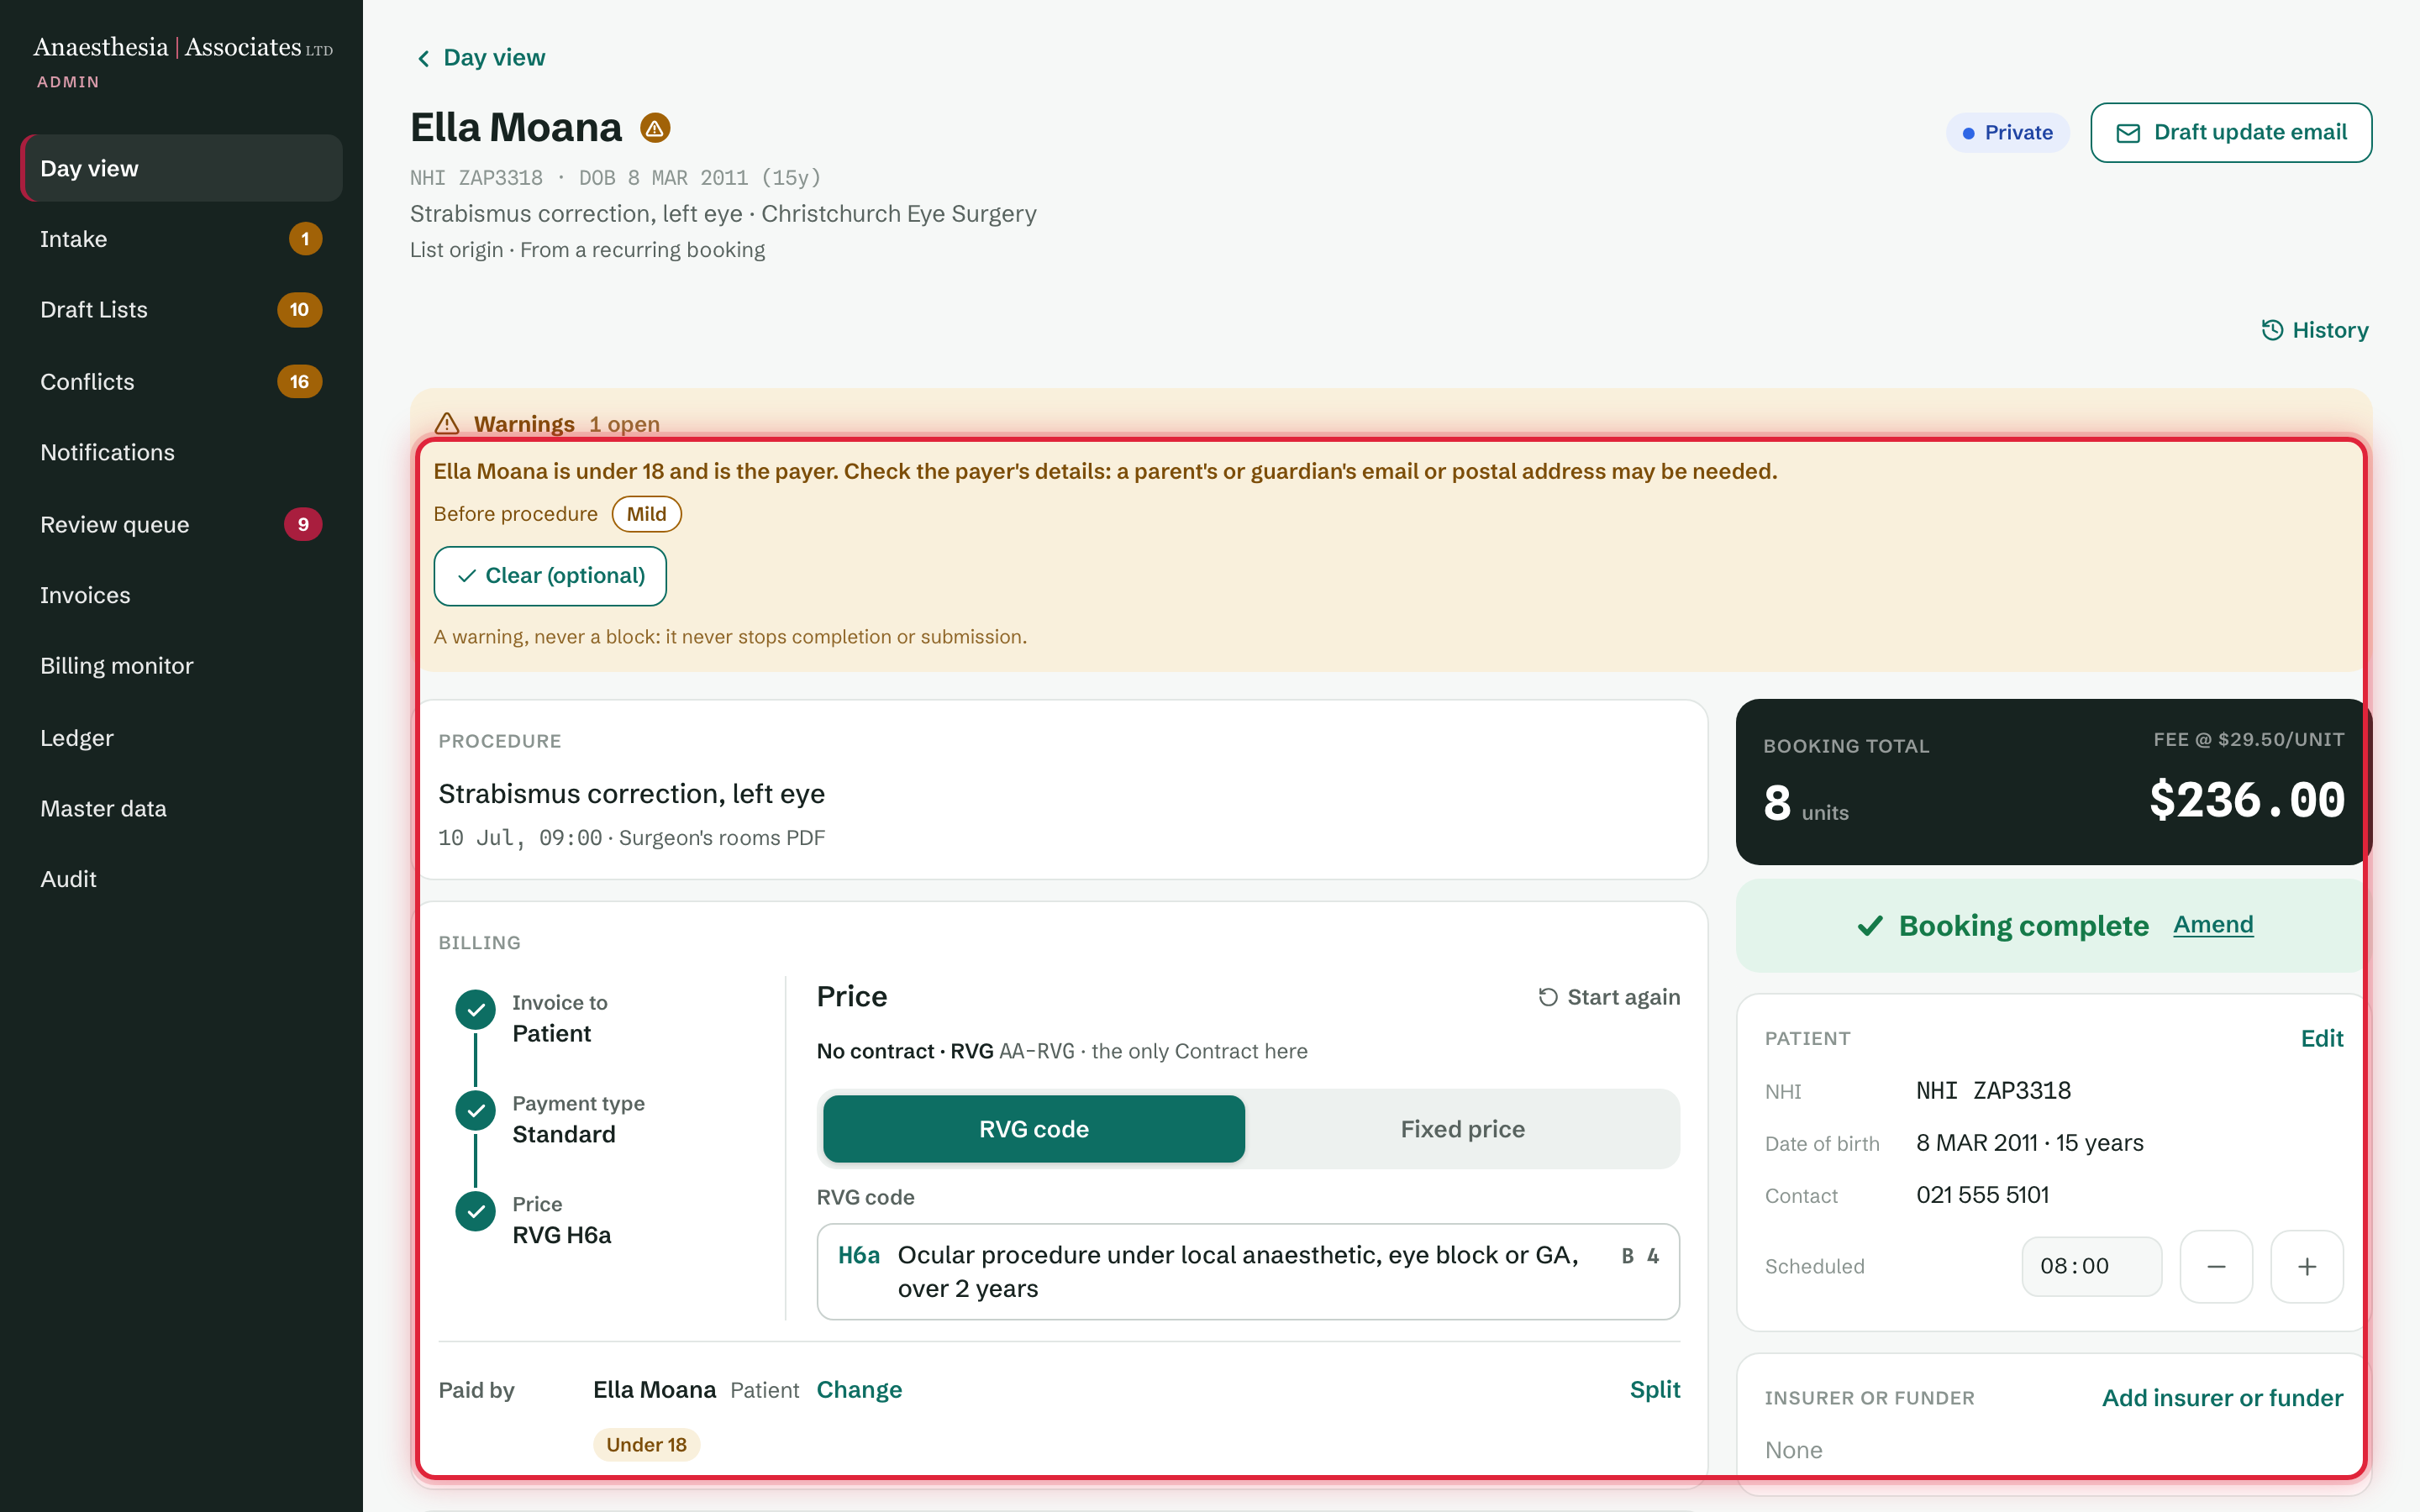 Anaesthesia | Associates LTD
ADMIN
Day view
Intake 1
Draft Lists 10
Conflicts 16
Notifications
Review queue 9
Invoices
Billing monitor
Ledger
Master data
Audit
Day view
Ella Moana
Private
Draft update email
NHI ZAP3318 · DOB 8 MAR 2011 (15y)
Strabismus correction, left eye · Christchurch Eye Surgery
List origin · From a recurring booking
History
Warnings 1 open
Ella Moana is under 18 and is the payer. Check the payer's details: a parent's or guardian's email or postal address may be needed.
Before procedure Mild
Clear (optional)
A warning, never a block: it never stops completion or submission.
PROCEDURE
Strabismus correction, left eye
10 Jul, 09:00 · Surgeon's rooms PDF
BILLING
Invoice to
Patient
Payment type
Standard
Price
RVG H6a
Price
Start again
No contract · RVG AA-RVG · the only Contract here
RVG code
Fixed price
RVG code
H6a Ocular procedure under local anaesthetic, eye block or GA, B 4
over 2 years
Paid by Ella Moana Patient Change Split
Under 18
BOOKING TOTAL FEE @ $29.50/UNIT
8 units $236.00
Booking complete Amend
PATIENT Edit
NHI NHI ZAP3318
Date of birth 8 MAR 2011 · 15 years
Contact 021 555 5101
Scheduled 08:00 − +
INSURER OR FUNDER Add insurer or funder
None